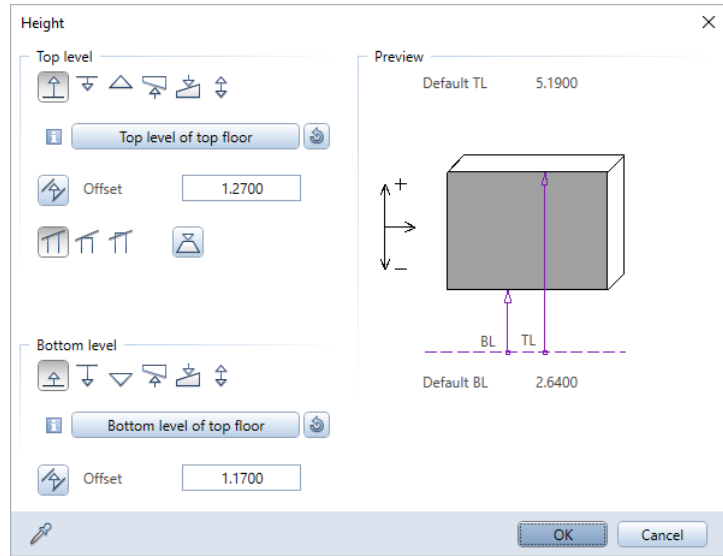 Height
Top level
Top level of top floor
Offset 1.2700
Bottom level
Bottom level of top floor
Offset 1.1700
Preview
Default TL 5.1900
+
−
BL TL
Default BL 2.6400
OK Cancel